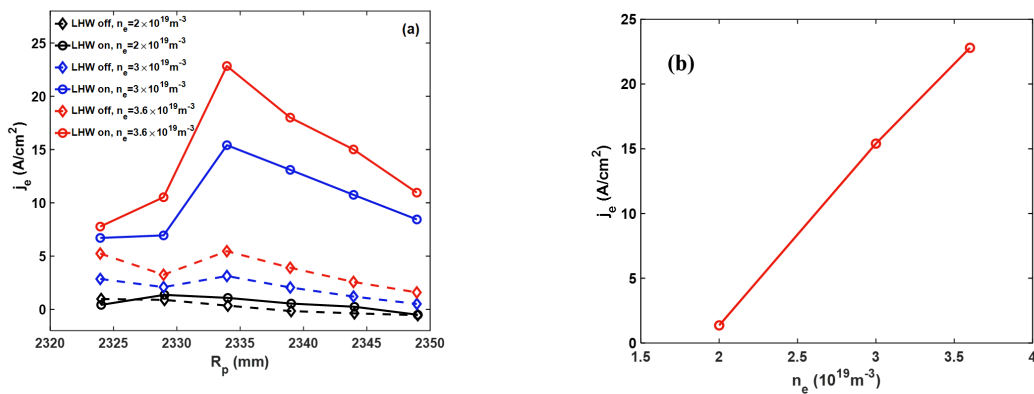 (a)
LHW off, n_e=2×10^19m^-3
LHW on, n_e=2×10^19m^-3
LHW off, n_e=3×10^19m^-3
LHW on, n_e=3×10^19m^-3
LHW off, n_e=3.6×10^19m^-3
LHW on, n_e=3.6×10^19m^-3
25
20
15
10
5
0
j_e (A/cm^2)
2320 2325 2330 2335 2340 2345 2350
R_p (mm)
(b)
25
20
15
10
5
0
j_e (A/cm^2)
1.5 2 2.5 3 3.5 4
n_e (10^19m^-3)